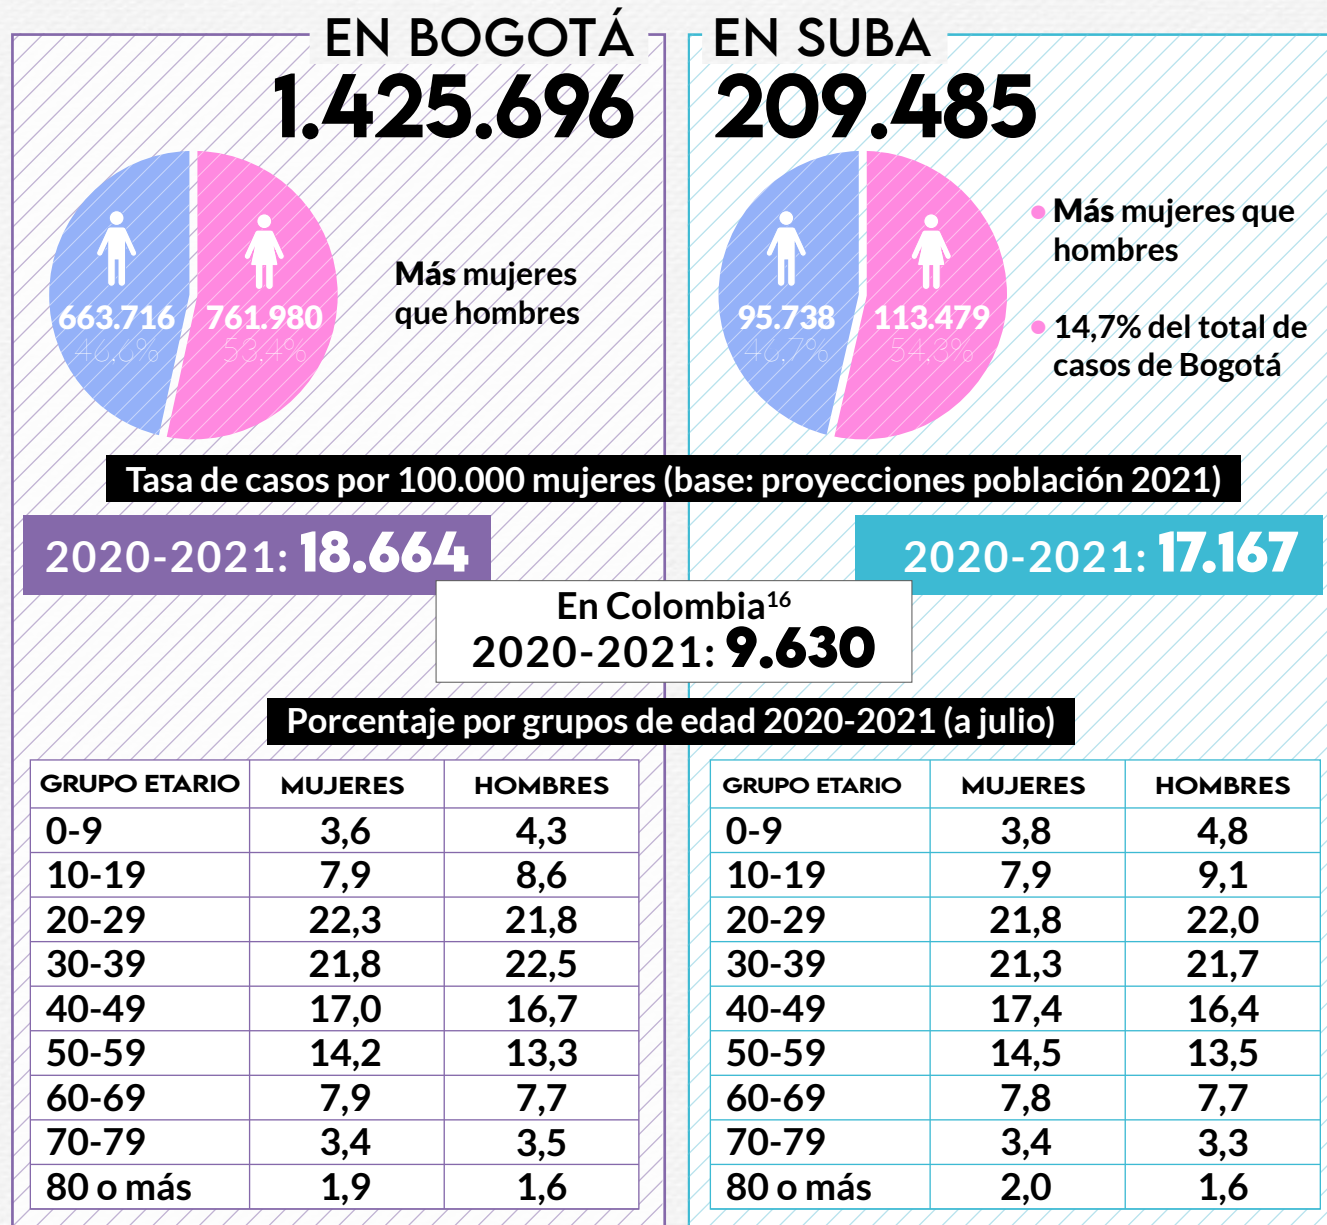 EN BOGOTÁ
1.425.696
663.716
46,6%
761.980
53,4%
Más mujeres
que hombres
EN SUBA
209.485
95.738
46,7%
113.479
54,3%
Más mujeres que
hombres
14,7% del total de
casos de Bogotá
Tasa de casos por 100.000 mujeres (base: proyecciones población 2021)
2020-2021: 18.664
2020-2021: 17.167
En Colombia¹⁶
2020-2021: 9.630
Porcentaje por grupos de edad 2020-2021 (a julio)
GRUPO ETARIO MUJERES HOMBRES
0-9 3,6 4,3
10-19 7,9 8,6
20-29 22,3 21,8
30-39 21,8 22,5
40-49 17,0 16,7
50-59 14,2 13,3
60-69 7,9 7,7
70-79 3,4 3,5
80 o más 1,9 1,6
GRUPO ETARIO MUJERES HOMBRES
0-9 3,8 4,8
10-19 7,9 9,1
20-29 21,8 22,0
30-39 21,3 21,7
40-49 17,4 16,4
50-59 14,5 13,5
60-69 7,8 7,7
70-79 3,4 3,3
80 o más 2,0 1,6